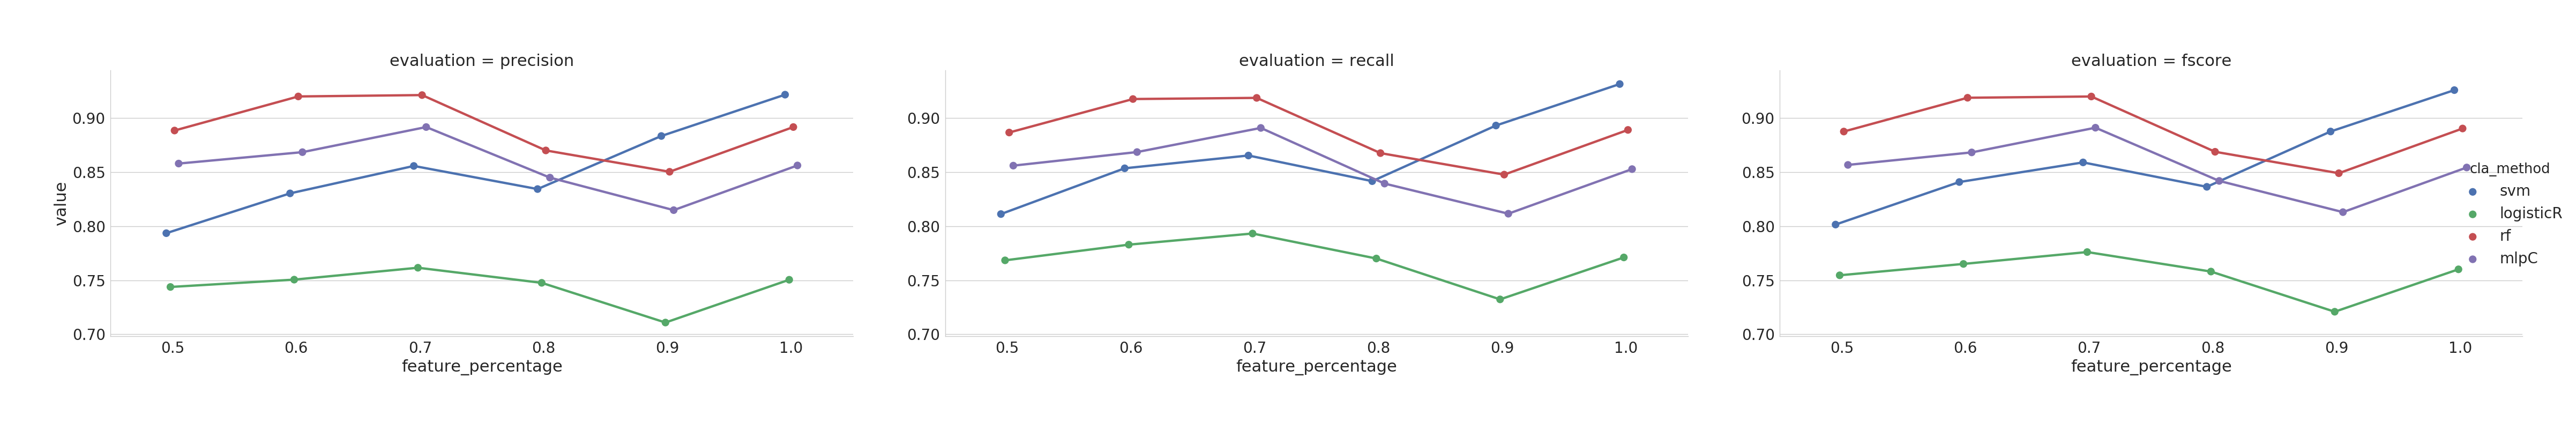 evaluation = precision
evaluation = recall
evaluation = fscore
value
0.90
0.85
0.80
0.75
0.70
0.5 0.6 0.7 0.8 0.9 1.0
feature_percentage
0.90
0.85
0.80
0.75
0.70
0.5 0.6 0.7 0.8 0.9 1.0
feature_percentage
0.90
0.85
0.80
0.75
0.70
0.5 0.6 0.7 0.8 0.9 1.0
feature_percentage
cla_method
svm
logisticR
rf
mlpC